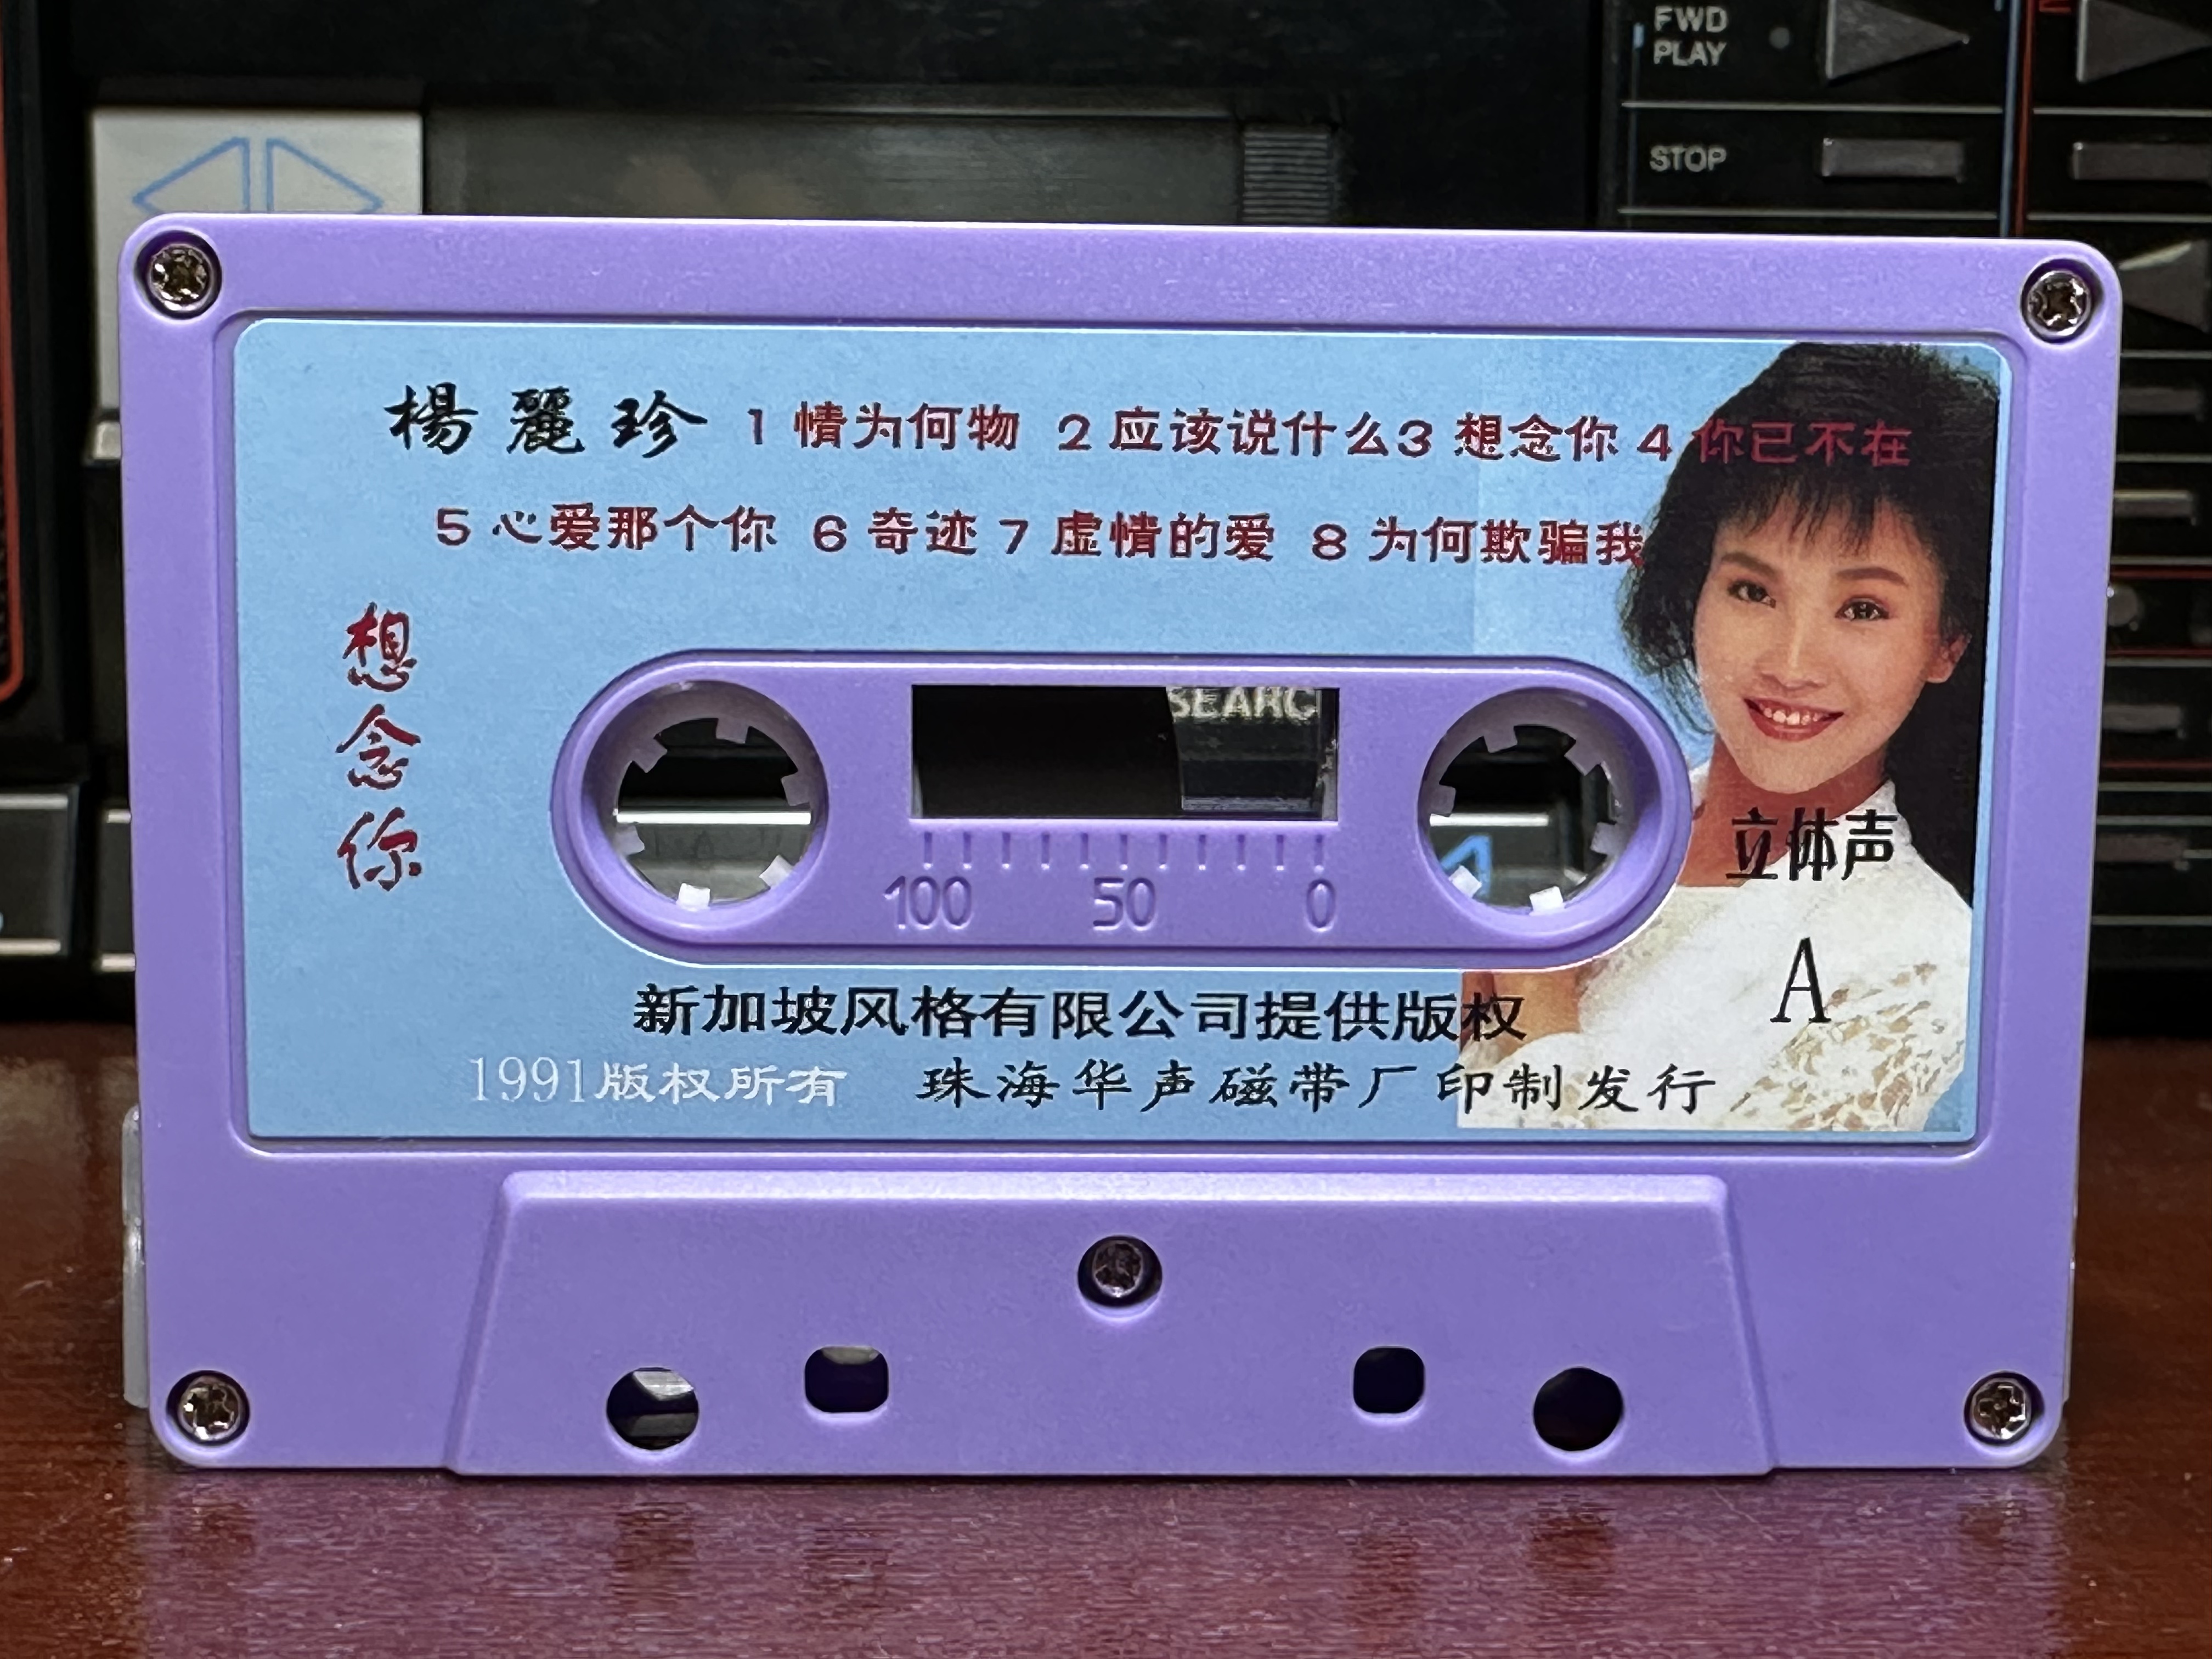 FWD
PLAY
STOP
楊麗珍 1 情为何物 2 应该说什么3 想念你 4 你已不在
5 心爱那个你 6 奇迹 7 虚情的爱 8 为何欺骗我
想念你
SEARC
100 50 0
立体声
A
新加坡风格有限公司提供版权
1991版权所有 珠海华声磁带厂印制发行